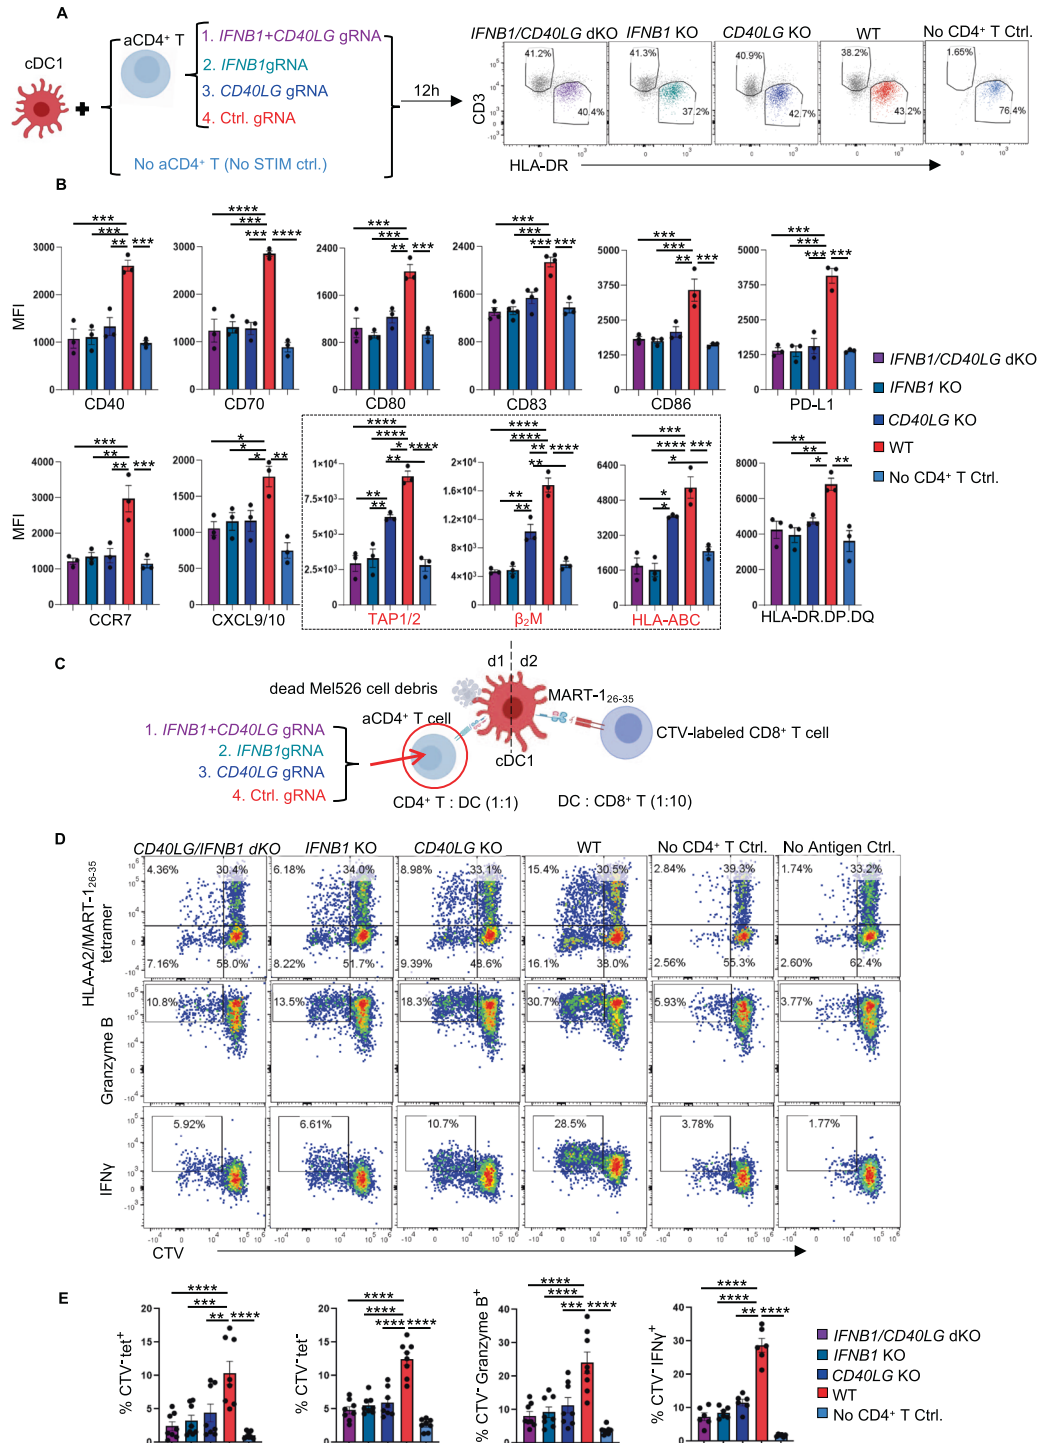 A
cDC1
aCD4⁺ T
1. IFNB1+CD40LG gRNA
2. IFNB1gRNA
3. CD40LG gRNA
4. Ctrl. gRNA
No aCD4⁺ T (No STIM ctrl.)
12h
IFNB1/CD40LG dKO IFNB1 KO CD40LG KO WT No CD4⁺ T Ctrl.
41.2% 41.3% 40.9% 38.2% 1.65%
40.4% 37.2% 42.7% 43.2% 76.4%
CD3
HLA-DR
B
MFI
CD40 CD70 CD80 CD83 CD86 PD-L1
IFNB1/CD40LG dKO
IFNB1 KO
CD40LG KO
WT
No CD4⁺ T Ctrl.
MFI
CCR7 CXCL9/10 TAP1/2 β₂M HLA-ABC HLA-DR.DP.DQ
C
d1 d2
dead Mel526 cell debris
MART-1₂₆₋₃₅
aCD4⁺ T cell
1. IFNB1+CD40LG gRNA
2. IFNB1gRNA
3. CD40LG gRNA
4. Ctrl. gRNA
cDC1
CTV-labeled CD8⁺ T cell
CD4⁺ T : DC (1:1) DC : CD8⁺ T (1:10)
D
CD40LG/IFNB1 dKO IFNB1 KO CD40LG KO WT No CD4⁺ T Ctrl. No Antigen Ctrl.
HLA-A2/MART-1₂₆₋₃₅
tetramer
4.36% 30.4% 6.18% 34.0% 8.98% 33.1% 15.4% 30.5% 2.84% 39.3% 1.74% 33.2%
7.16% 58.0% 8.22% 51.7% 9.39% 48.6% 16.1% 38.0% 2.56% 55.3% 2.60% 62.4%
Granzyme B
10.8% 13.5% 18.3% 30.7% 5.93% 3.77%
IFNγ
5.92% 6.61% 10.7% 28.5% 3.78% 1.77%
CTV
E
% CTV⁻tet⁺
% CTV⁻tet⁻
% CTV⁻ Granzyme B⁺
% CTV⁻ IFNγ⁺
IFNB1/CD40LG dKO
IFNB1 KO
CD40LG KO
WT
No CD4⁺ T Ctrl.